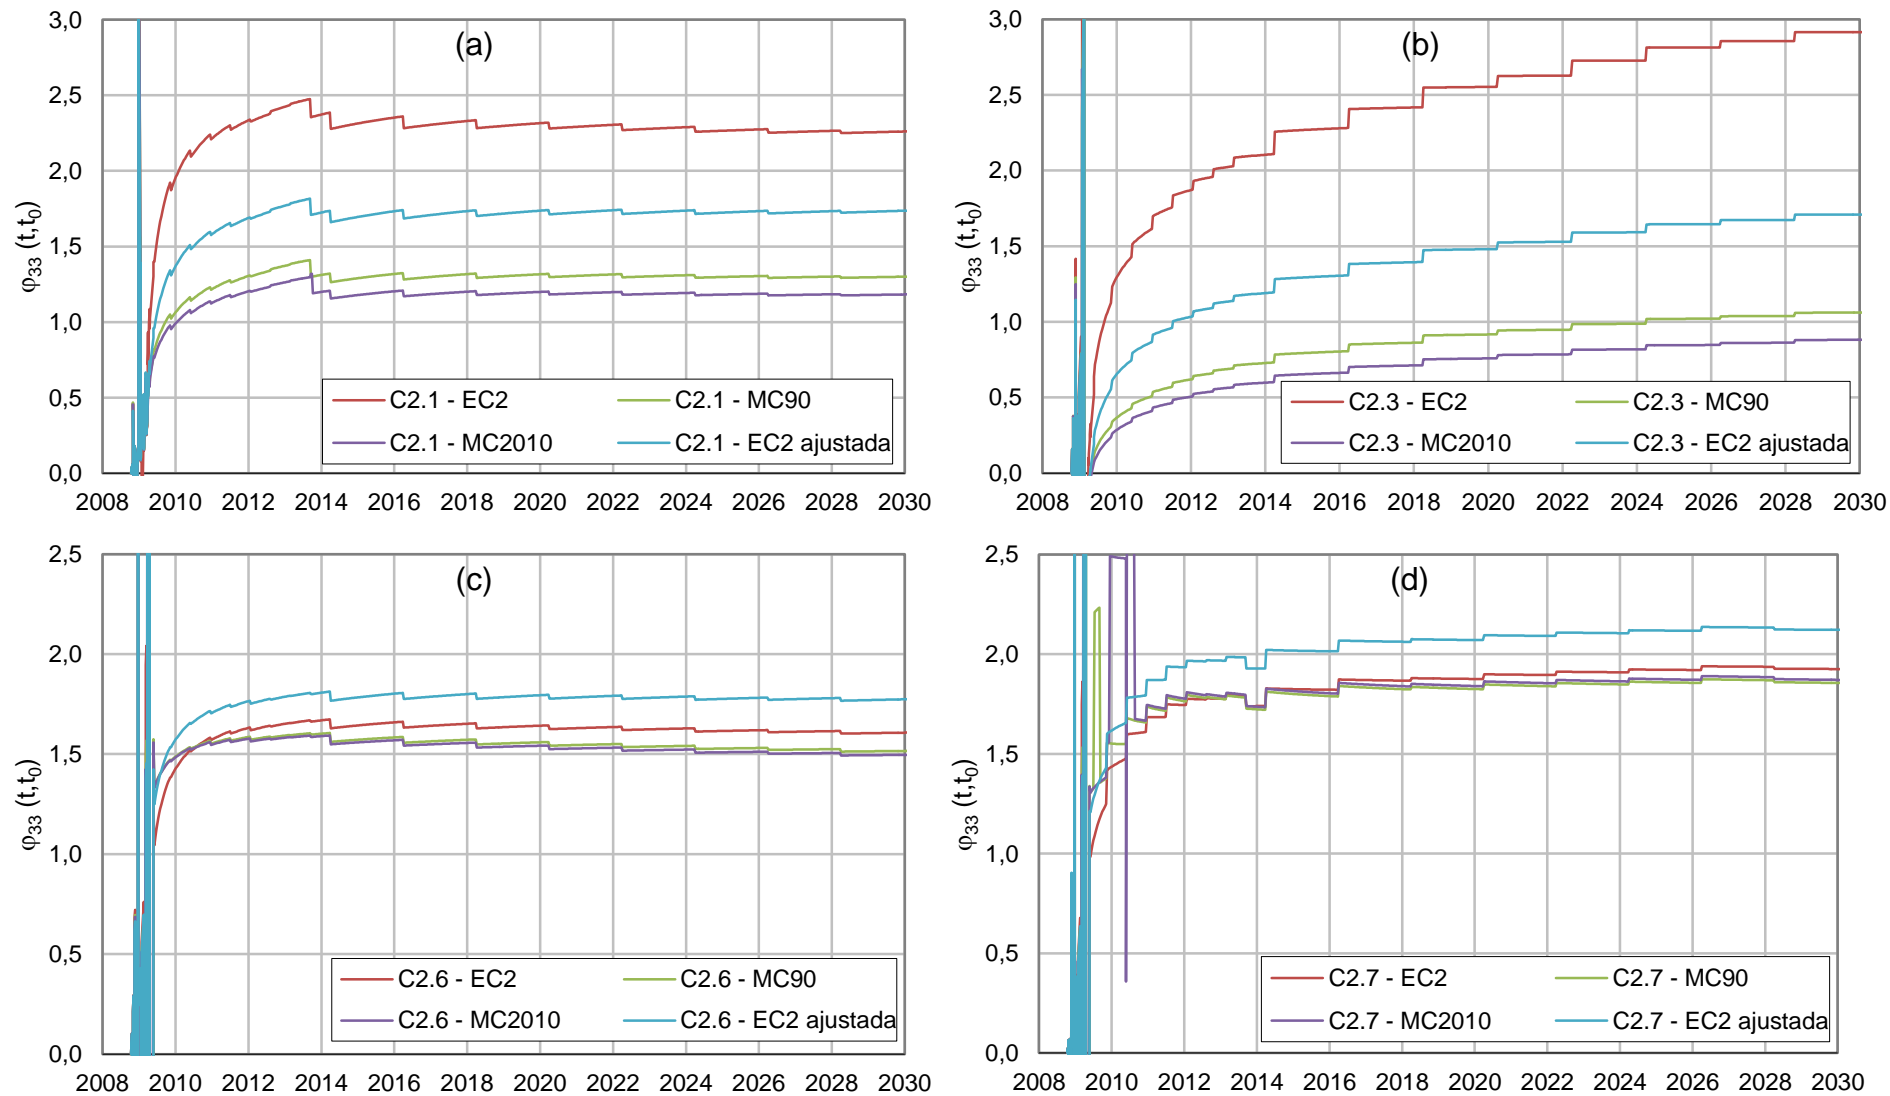 (a)
3,0
2,5
2,0
1,5
1,0
0,5
0,0
φ33 (t,t0)
2008 2010 2012 2014 2016 2018 2020 2022 2024 2026 2028 2030
C2.1 - EC2
C2.1 - MC90
C2.1 - MC2010
C2.1 - EC2 ajustada
(b)
3,0
2,5
2,0
1,5
1,0
0,5
0,0
φ33 (t,t0)
2008 2010 2012 2014 2016 2018 2020 2022 2024 2026 2028 2030
C2.3 - EC2
C2.3 - MC90
C2.3 - MC2010
C2.3 - EC2 ajustada
(c)
2,5
2,0
1,5
1,0
0,5
0,0
φ33 (t,t0)
2008 2010 2012 2014 2016 2018 2020 2022 2024 2026 2028 2030
C2.6 - EC2
C2.6 - MC90
C2.6 - MC2010
C2.6 - EC2 ajustada
(d)
2,5
2,0
1,5
1,0
0,5
0,0
φ33 (t,t0)
2008 2010 2012 2014 2016 2018 2020 2022 2024 2026 2028 2030
C2.7 - EC2
C2.7 - MC90
C2.7 - MC2010
C2.7 - EC2 ajustada